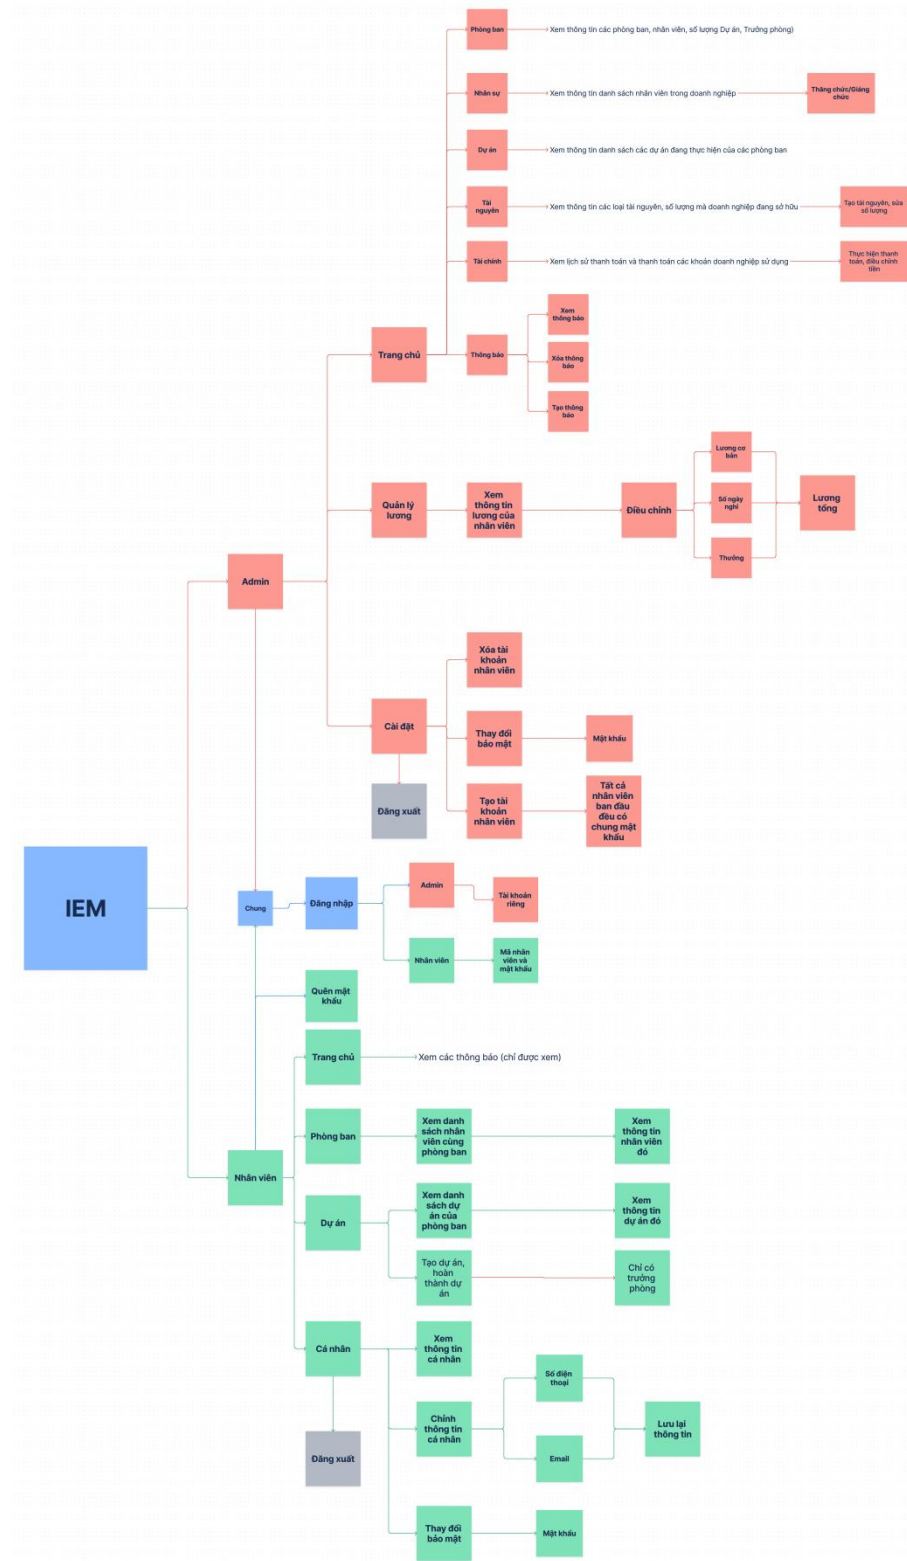 Phòng ban
Xem thông tin các phòng ban, nhân viên, số lượng Dự án, Trưởng phòng)
Nhân sự
Xem thông tin danh sách nhân viên trong doanh nghiệp
Thăng chức/Giáng
chức
Dự án
Xem thông tin danh sách các dự án đang thực hiện của các phòng ban
Tài
nguyên
Xem thông tin các loại tài nguyên, số lượng mà doanh nghiệp đang sở hữu
Tạo tài nguyên, sửa
số lượng
Tài chính
Xem lịch sử thanh toán và thanh toán các khoản doanh nghiệp sử dụng
Thực hiện thanh
toán, điều chỉnh
tiền
Trang chủ
Thông báo
Xem
thông báo
Xóa thông
báo
Tạo thông
báo
Quản lý
lương
Xem
thông tin
lương của
nhân viên
Điều chỉnh
Lương cơ
bản
Số ngày
nghỉ
Thưởng
Lương
tổng
Admin
Xóa tài
khoản
nhân viên
Cài đặt
Thay đổi
bảo mật
Mật khẩu
Đăng xuất
Tạo tài
khoản
nhân viên
Tất cả
nhân viên
ban đầu
đều có
chung mật
khẩu
IEM
Chung
Đăng nhập
Admin
Tài khoản
riêng
Nhân viên
Mã nhân
viên và
mật khẩu
Quên mật
khẩu
Trang chủ
Xem các thông báo (chỉ được xem)
Phòng ban
Xem danh
sách nhân
viên cùng
phòng ban
Xem
thông tin
nhân viên
đó
Nhân viên
Dự án
Xem danh
sách dự
án của
phòng ban
Xem
thông tin
dự án đó
Tạo dự án,
hoàn
thành dự
án
Chỉ có
trưởng
phòng
Cá nhân
Xem
thông tin
cá nhân
Chỉnh
thông tin
cá nhân
Số điện
thoại
Email
Lưu lại
thông tin
Đăng xuất
Thay đổi
bảo mật
Mật khẩu